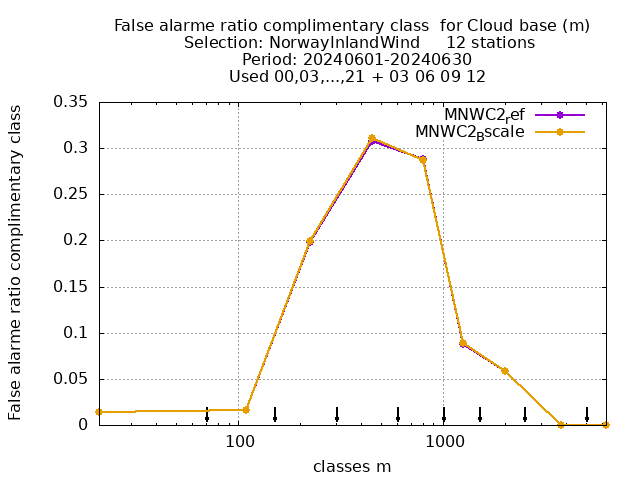 False alarme ratio complimentary class  for Cloud base (m)
Selection: NorwayInlandWind     12 stations
Period: 20240601-20240630
Used 00,03,...,21 + 03 06 09 12
False alarme ratio complimentary class
0.35
0.3
0.25
0.2
0.15
0.1
0.05
0
MNWC2ref
MNWC2Bscale
100
1000
classes m